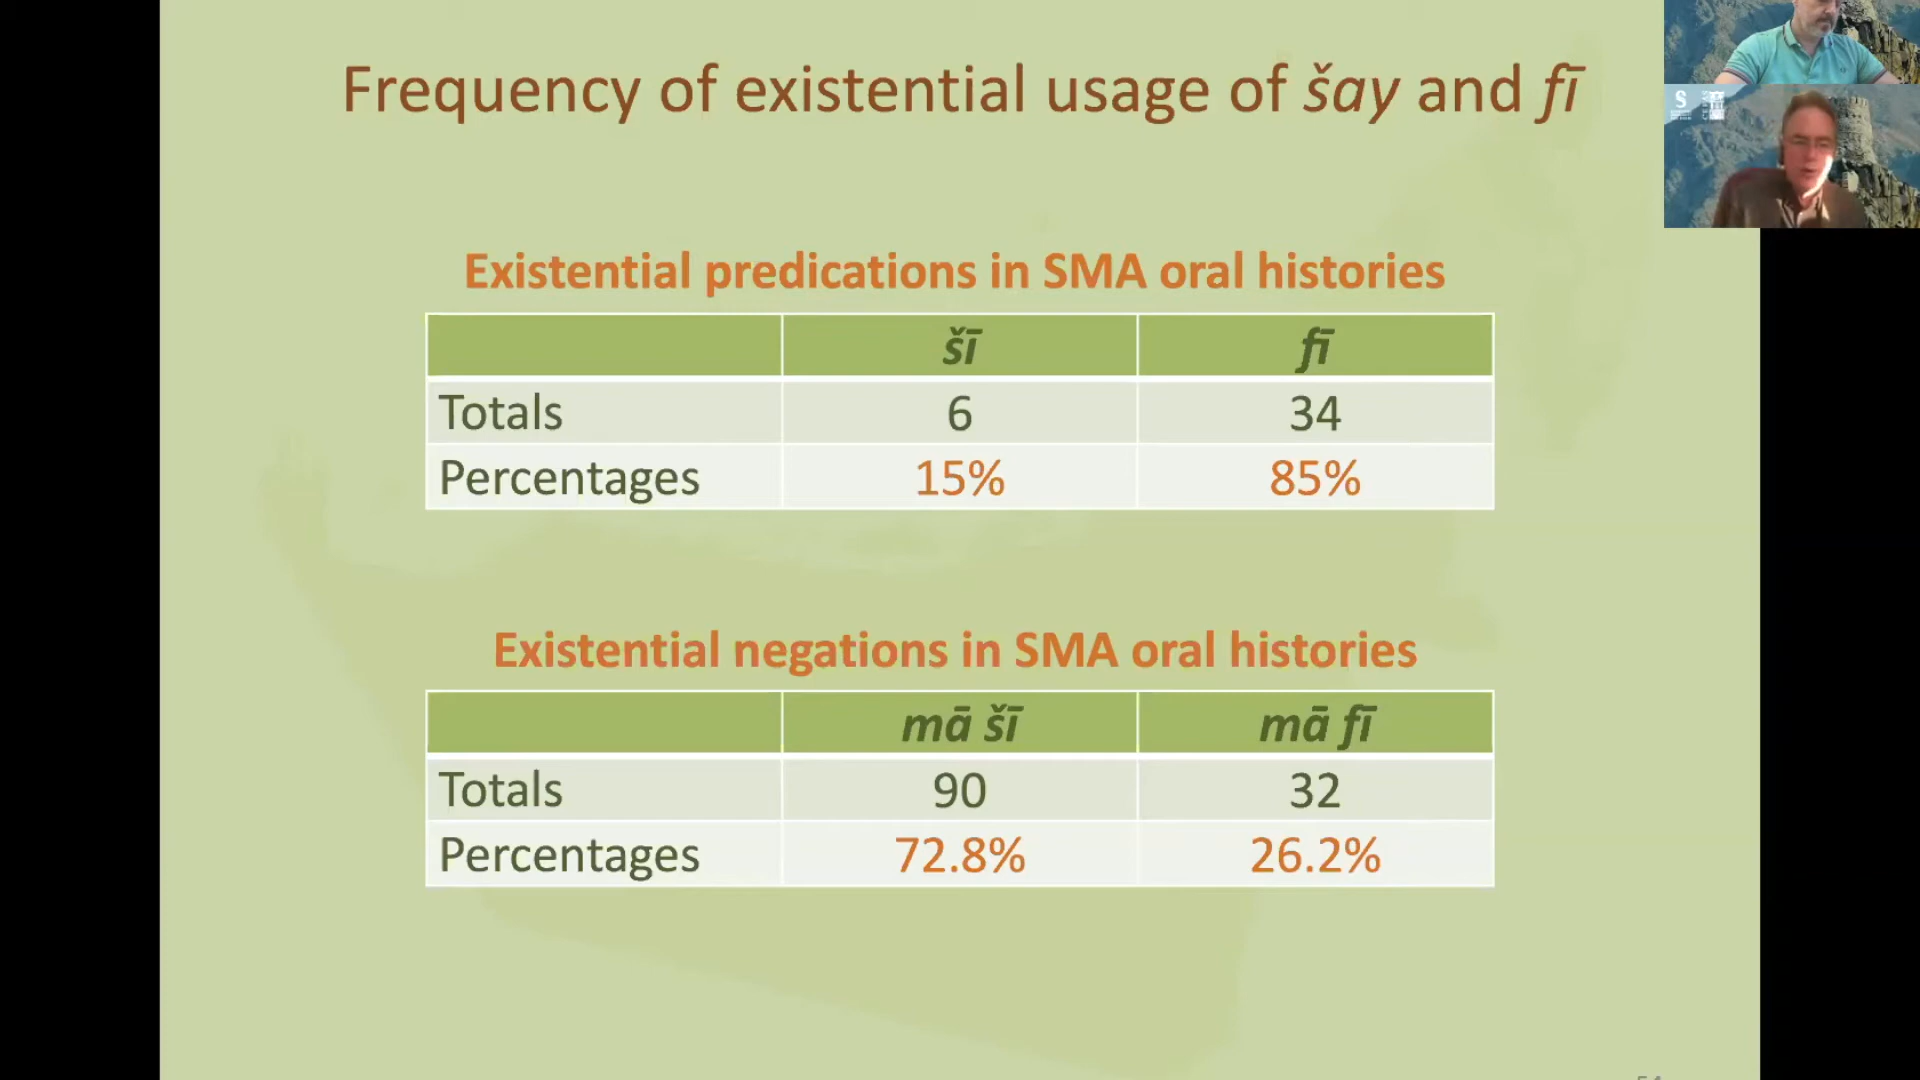 Frequency of existential usage of šay and fī
Existential predications in SMA oral histories
šī fī
Totals 6 34
Percentages 15% 85%
Existential negations in SMA oral histories
mā šī mā fī
Totals 90 32
Percentages 72.8% 26.2%